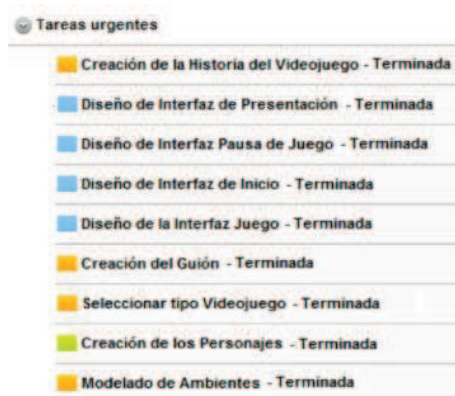 Tareas urgentes
Creación de la Historia del Videojuego - Terminada
Diseño de Interfaz de Presentación - Terminada
Diseño de Interfaz Pausa de Juego - Terminada
Diseño de Interfaz de Inicio - Terminada
Diseño de la Interfaz Juego - Terminada
Creación del Guión - Terminada
Seleccionar tipo Videojuego - Terminada
Creación de los Personajes - Terminada
Modelado de Ambientes - Terminada